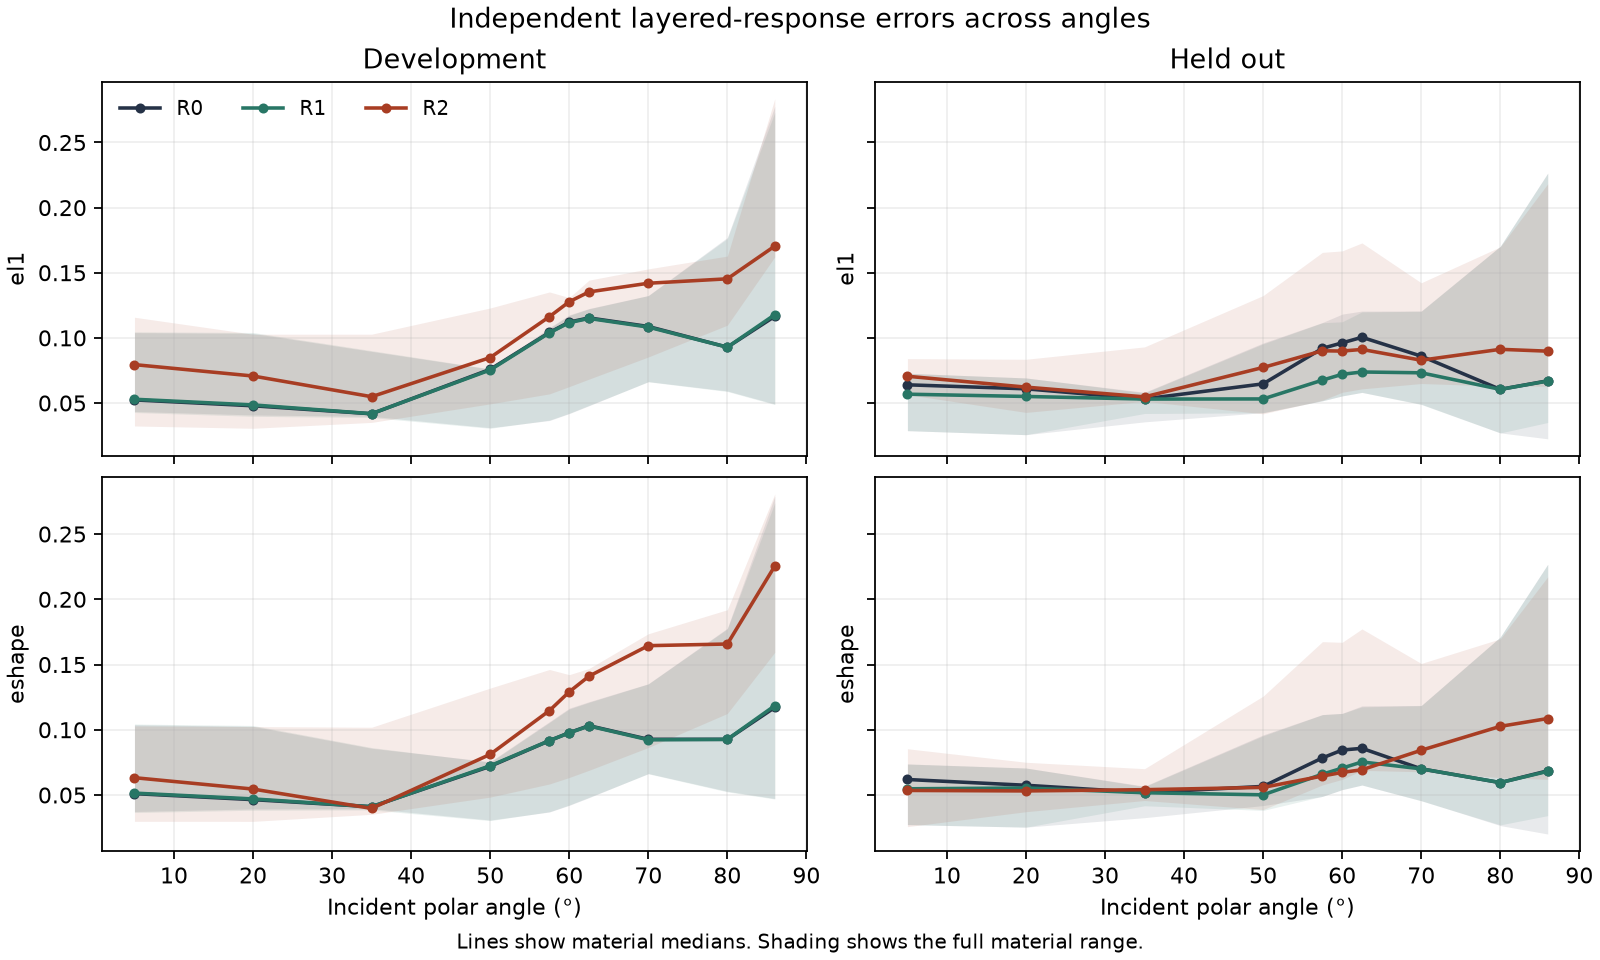 Independent layered-response errors across angles
Development
Held out
R0 R1 R2
el1
0.25
0.20
0.15
0.10
0.05
el1
eshape
0.25
0.20
0.15
0.10
0.05
10 20 30 40 50 60 70 80 90
Incident polar angle (°)
eshape
10 20 30 40 50 60 70 80 90
Incident polar angle (°)
Lines show material medians. Shading shows the full material range.